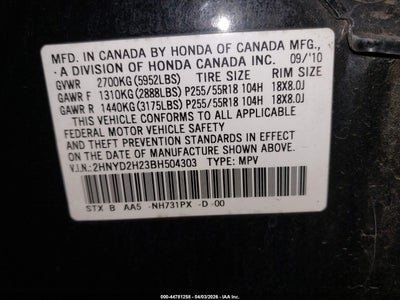 MFD. IN CANADA BY HONDA OF CANADA MFG.,
A DIVISION OF HONDA CANADA INC. 09/'10
GVWR 2700KG (5952LBS) TIRE SIZE RIM SIZE
GAWR F 1310KG (2888LBS) P255/55R18 104H 18X8.0J
GAWR R 1440KG (3175LBS) P255/55R18 104H 18X8.0J
THIS VEHICLE CONFORMS TO ALL APPLICABLE
FEDERAL MOTOR VEHICLE SAFETY
AND THEFT PREVENTION STANDARDS IN EFFECT
ON THE DATE OF MANUFACTURE SHOWN ABOVE.
V.I.N.: 2HNYD2H23BH504303 TYPE: MPV
STX B AA5 -NH731PX -D -00
000-44781288 - 04/03/2026 - IAA Inc.